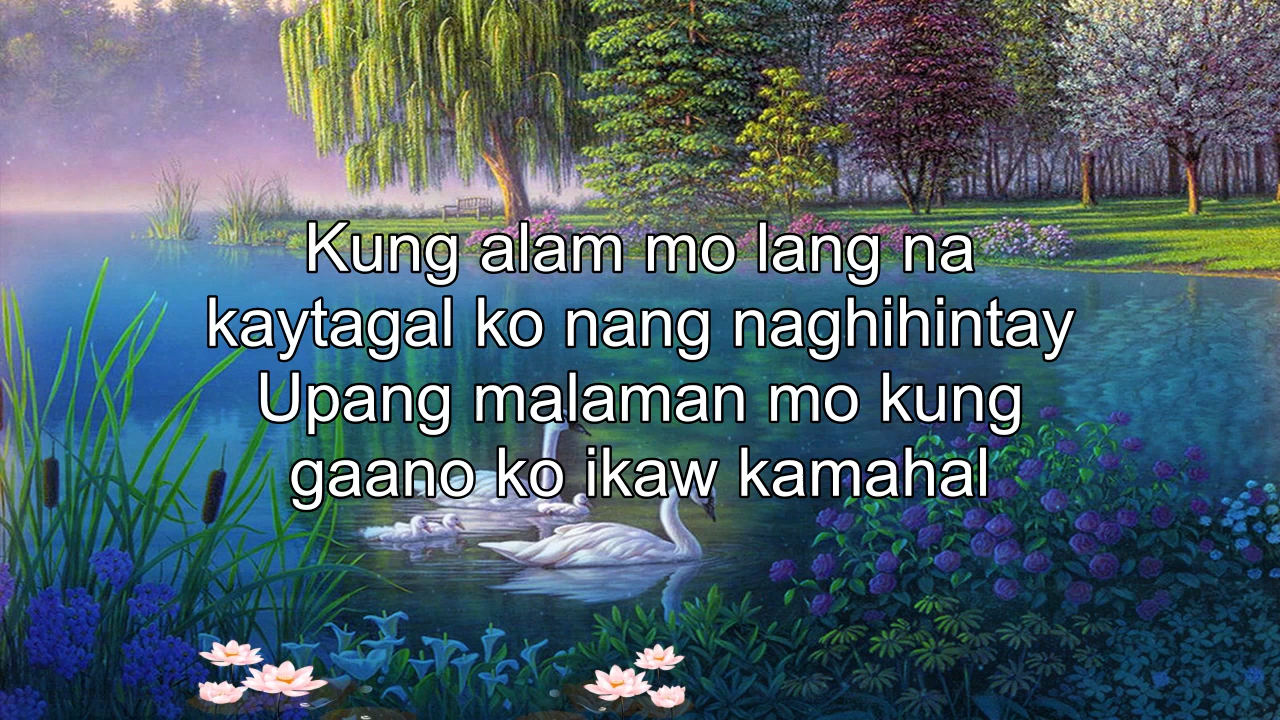 Kung alam mo lang na
kaytagal ko nang naghihintay
Upang malaman mo kung
gaano ko ikaw kamahal